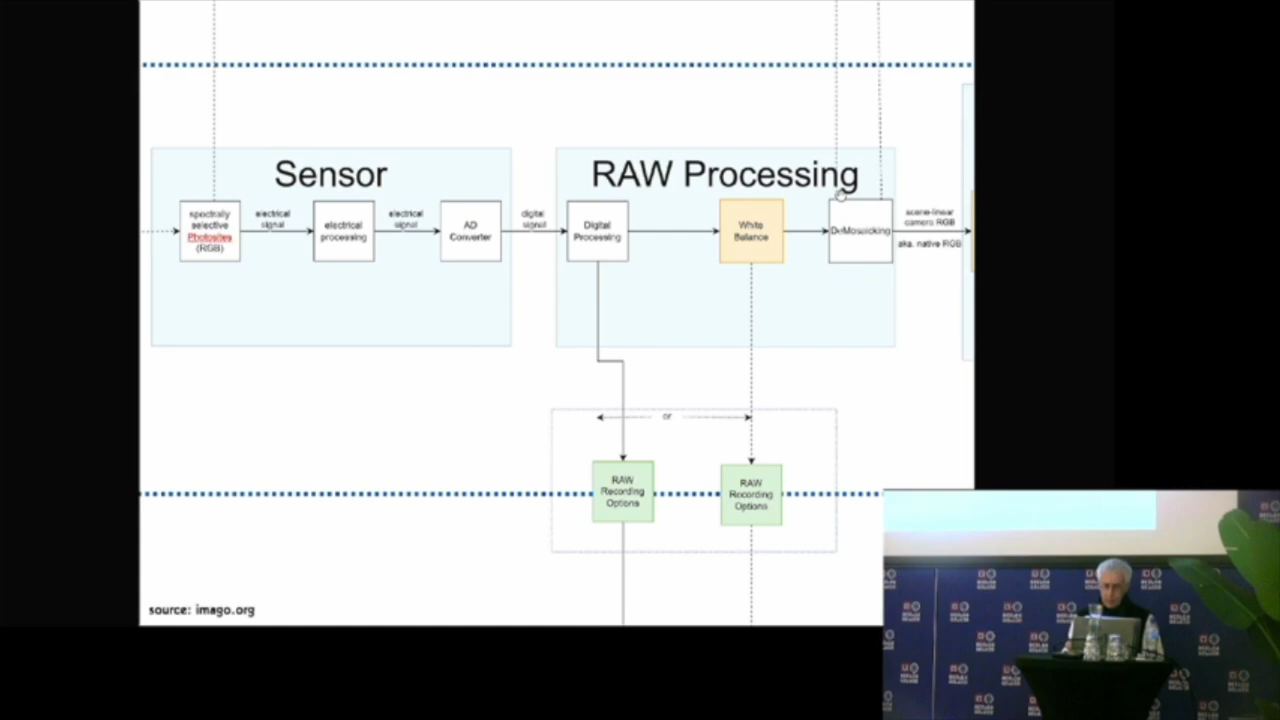 Sensor
RAW Processing
spectrally
selective
Photosites
(RGB)
electrical
signal
electrical
processing
electrical
signal
AD
Converter
digital
signal
Digital
Processing
White
Balance
DeMosaicking
scene-linear
camera RGB
aka. native RGB
or
RAW
Recording
Options
RAW
Recording
Options
source: imago.org